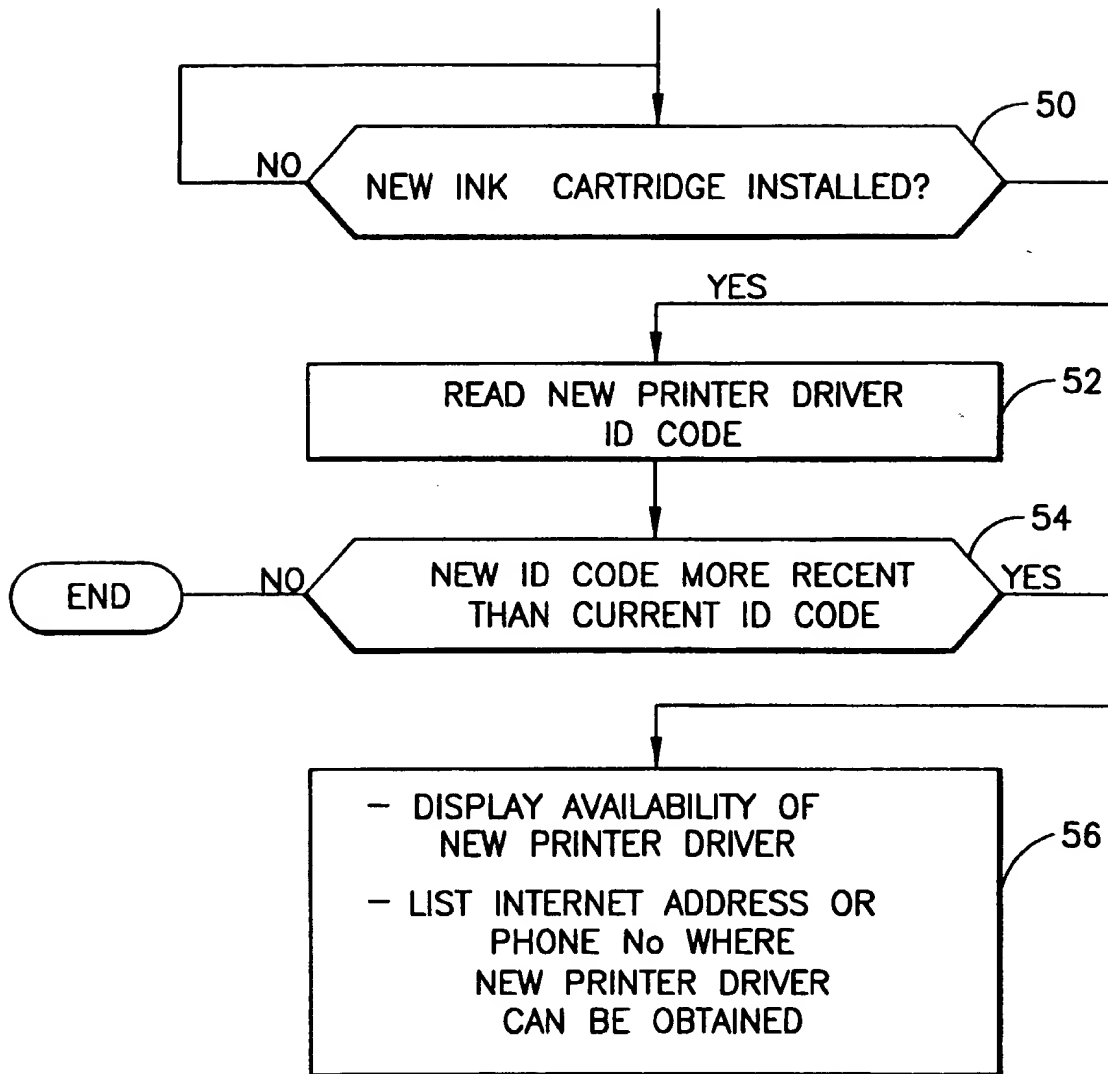 50
NO
NEW INK CARTRIDGE INSTALLED?
YES
READ NEW PRINTER DRIVER
ID CODE
52
54
END
NO
NEW ID CODE MORE RECENT
THAN CURRENT ID CODE
YES
- DISPLAY AVAILABILITY OF
NEW PRINTER DRIVER
- LIST INTERNET ADDRESS OR
PHONE No WHERE
NEW PRINTER DRIVER
CAN BE OBTAINED
56